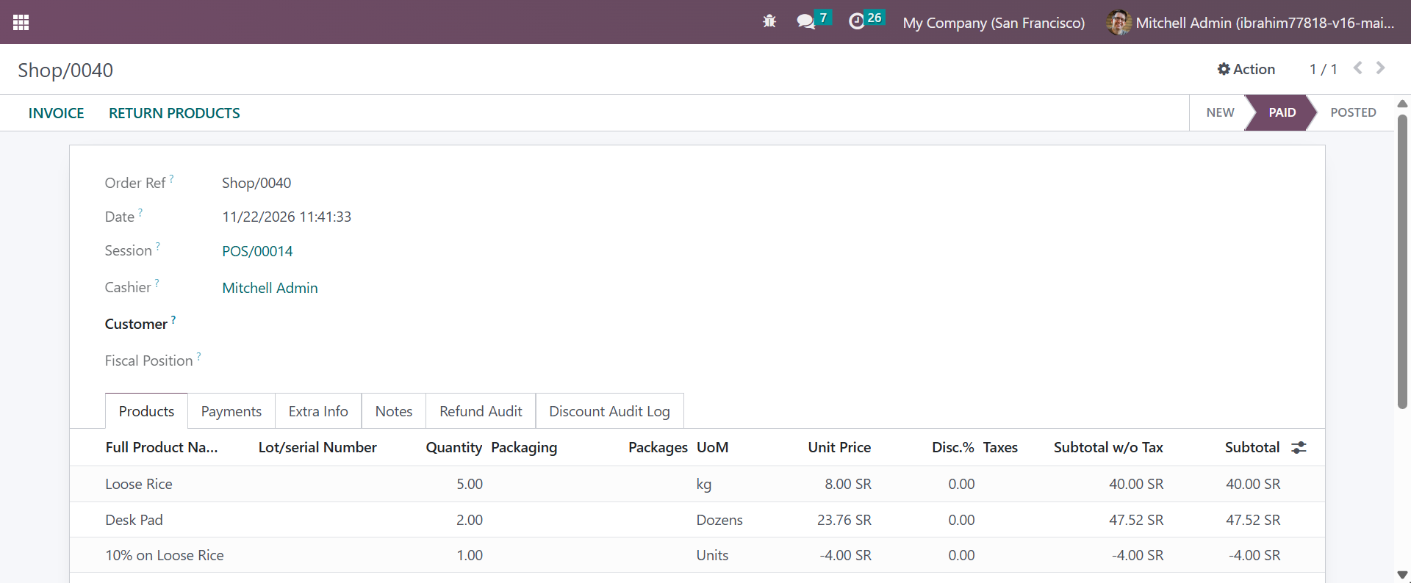 7 26 My Company (San Francisco) Mitchell Admin (ibrahim77818-v16-mai...
Shop/0040 Action 1 / 1
INVOICE RETURN PRODUCTS NEW PAID POSTED
Order Ref ? Shop/0040
Date ? 11/22/2026 11:41:33
Session ? POS/00014
Cashier ? Mitchell Admin
Customer ?
Fiscal Position ?
Products Payments Extra Info Notes Refund Audit Discount Audit Log
Full Product Na... Lot/serial Number Quantity Packaging Packages UoM Unit Price Disc.% Taxes Subtotal w/o Tax Subtotal
Loose Rice 5.00 kg 8.00 SR 0.00 40.00 SR 40.00 SR
Desk Pad 2.00 Dozens 23.76 SR 0.00 47.52 SR 47.52 SR
10% on Loose Rice 1.00 Units -4.00 SR 0.00 -4.00 SR -4.00 SR